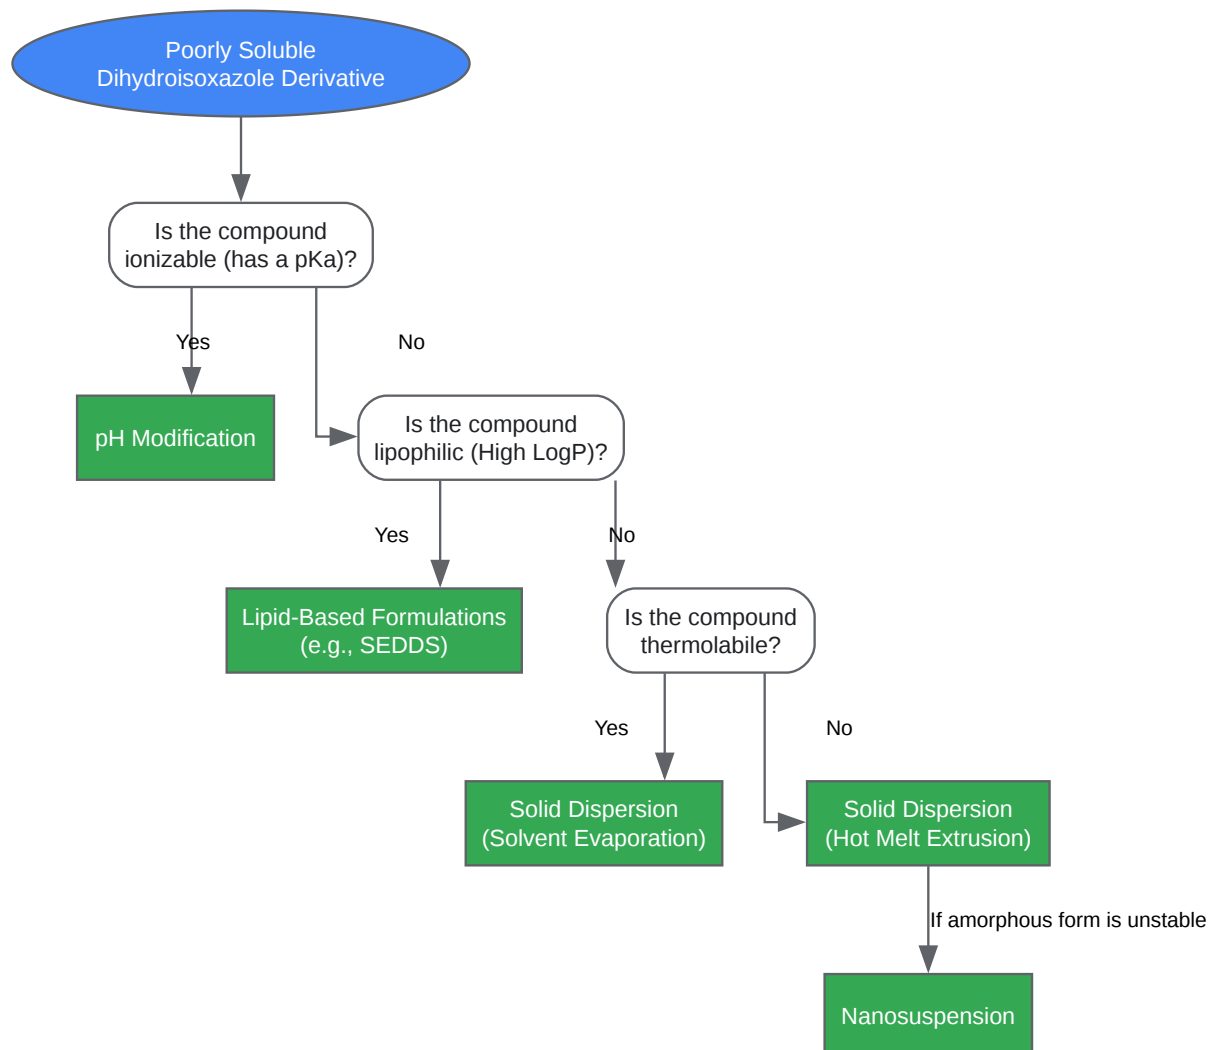 Poorly Soluble
Dihydroisoxazole Derivative
Is the compound
ionizable (has a pKa)?
Yes
No
pH Modification
Is the compound
lipophilic (High LogP)?
Yes
No
Lipid-Based Formulations
(e.g., SEDDS)
Is the compound
thermolabile?
Yes
No
Solid Dispersion
(Solvent Evaporation)
Solid Dispersion
(Hot Melt Extrusion)
If amorphous form is unstable
Nanosuspension